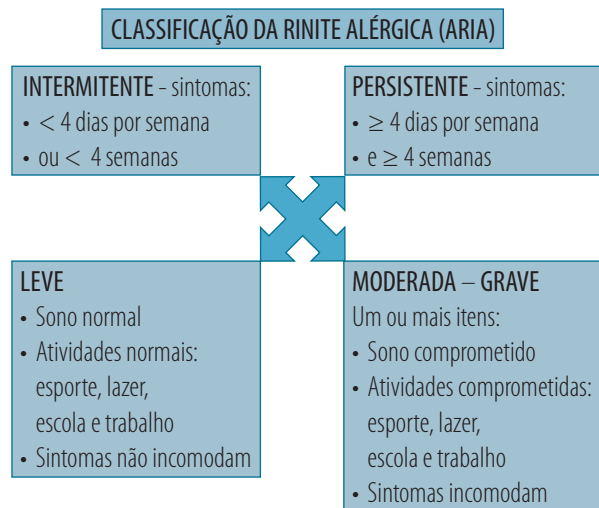 CLASSIFICAÇÃO DA RINITE ALÉRGICA (ARIA)
INTERMITENTE - sintomas:
• < 4 dias por semana
• ou < 4 semanas
PERSISTENTE - sintomas:
• ≥ 4 dias por semana
• e ≥ 4 semanas
LEVE
• Sono normal
• Atividades normais:
esporte, lazer,
escola e trabalho
• Sintomas não incomodam
MODERADA – GRAVE
Um ou mais itens:
• Sono comprometido
• Atividades comprometidas:
esporte, lazer,
escola e trabalho
• Sintomas incomodam